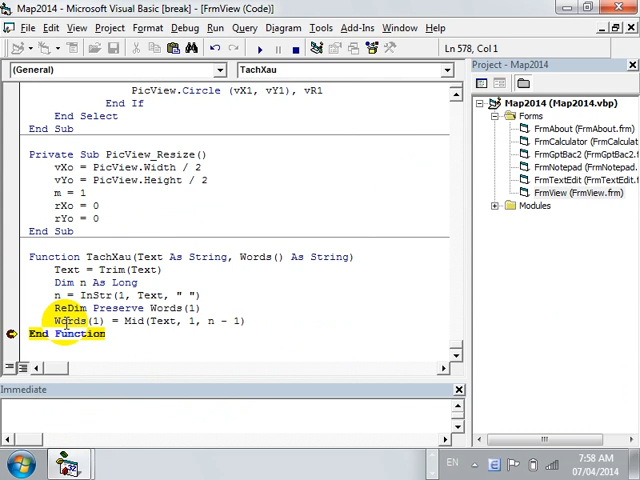 Map2014 - Microsoft Visual Basic [break] - [FrmView (Code)]
File Edit View Project Format Debug Run Query Diagram Tools Add-Ins Window Help
Ln 578, Col 1
(General) TachXau
PicView.Circle (vX1, vY1), vR1
End If
End Select
End Sub
Private Sub PicView_Resize()
vXo = PicView.Width / 2
vYo = PicView.Height / 2
m = 1
rXo = 0
rYo = 0
End Sub
Function TachXau(Text As String, Words() As String)
Text = Trim(Text)
Dim n As Long
n = InStr(1, Text, " ")
ReDim Preserve Words(1)
Words(1) = Mid(Text, 1, n - 1)
End Function
Immediate
Project - Map2014
Map2014 (Map2014.vbp)
Forms
FrmAbout (FrmAbout.frm)
FrmCalculator (FrmCalculat
FrmGptBac2 (FrmGptBac2.
FrmNotepad (FrmNotepad.
FrmTextEdit (FrmTextEdit.
FrmView (FrmView.frm)
Modules
EN
7:58 AM
07/04/2014